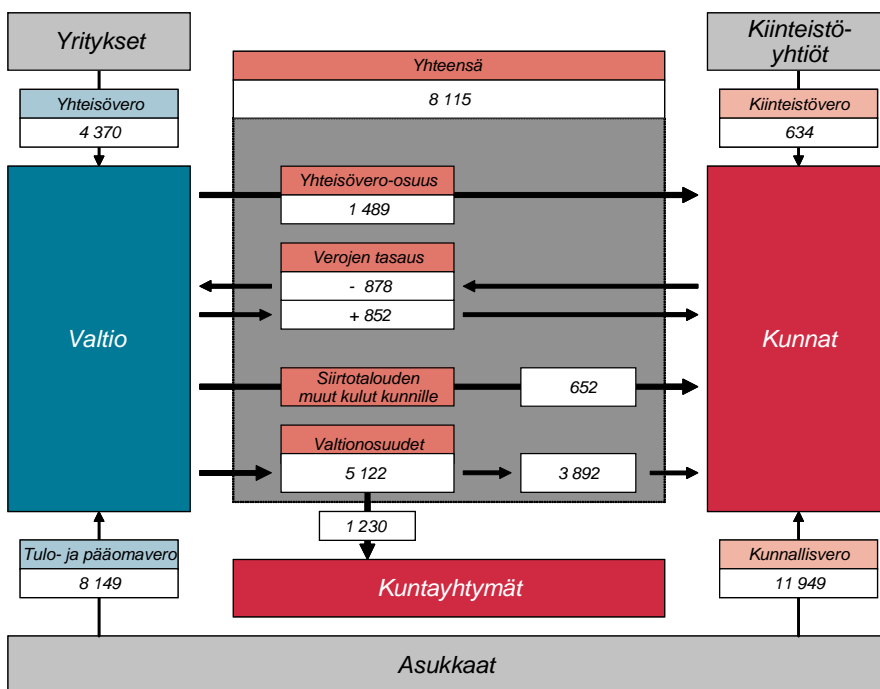 Yritykset
Yhteisövero
4 370
Yhteensä
8 115
Kiinteistö-
yhtiöt
Kiinteistövero
634
Yhteisövero-osuus
1 489
Verojen tasaus
- 878
+ 852
Valtio
Kunnat
Siirtotalouden
muut kulut kunnille
652
Valtionosuudet
5 122
3 892
1 230
Tulo- ja pääomavero
8 149
Kuntayhtymät
Kunnallisvero
11 949
Asukkaat